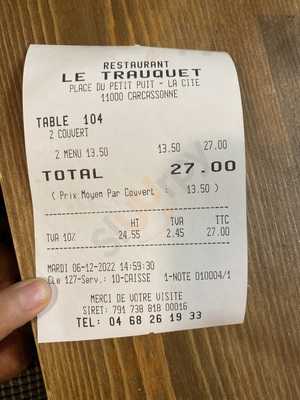 RESTAURANT
LE TRAUQUET
PLACE DU PETIT PUIT - LA CITE
11000 CARCASSONNE
TABLE 104
2 COUVERT
2 MENU 13.50 13.50 27.00
TOTAL 27.00
( Prix Moyem Par Couvert : 13.50 )
HT TVA TTC
TVA 10% 24.55 2.45 27.00
MARDI 06-12-2022 14:59:30
Cle 127-Serv.: 10-CAISSE 1-NOTE D10004/1
MERCI DE VOTRE VISITE
SIRET: 791 738 818 00016
TEL: 04 68 26 19 33